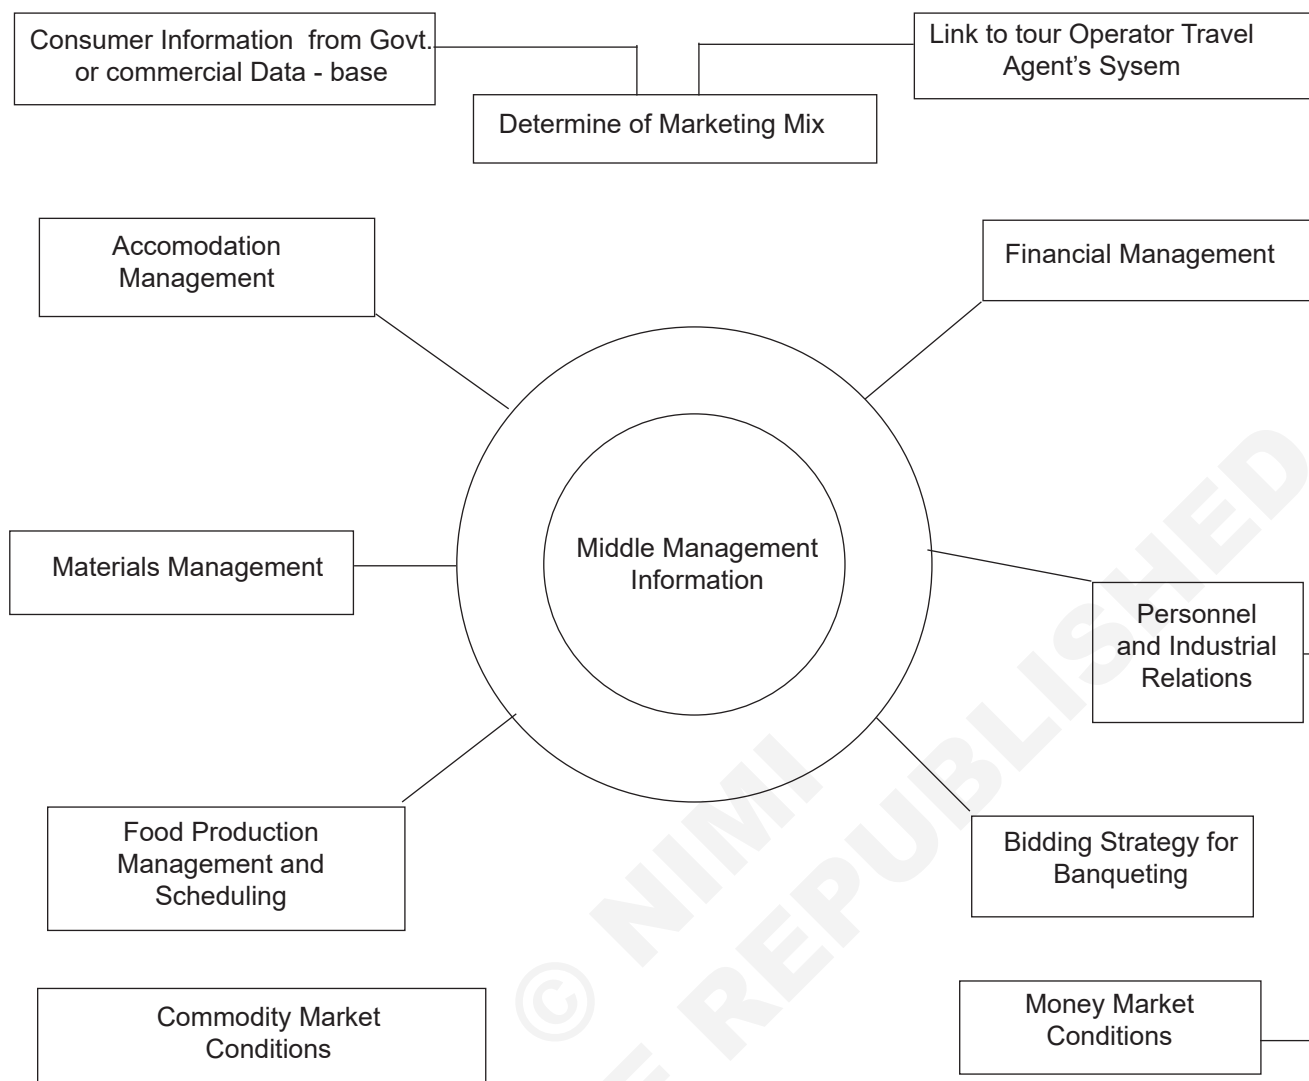 Consumer Information from Govt.
or commercial Data - base
Link to tour Operator Travel
Agent's Sysem
Determine of Marketing Mix
Accomodation
Management
Financial Management
Middle Management
Information
Materials Management
Personnel
and Industrial
Relations
Food Production
Management and
Scheduling
Bidding Strategy for
Banqueting
Commodity Market
Conditions
Money Market
Conditions
© NIMI
REPUBLISHED